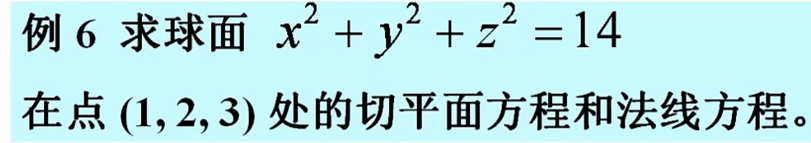 例 6 求球面 x² + y² + z² = 14
在点 (1, 2, 3) 处的切平面方程和法线方程。